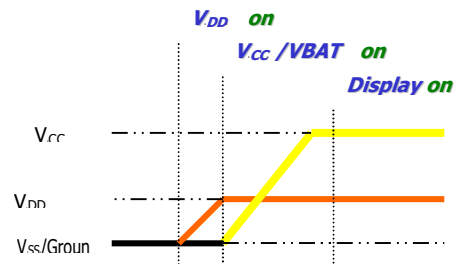 VDD on
VCC /VBAT on
Display on
VCC
VDD
VSS/Groun